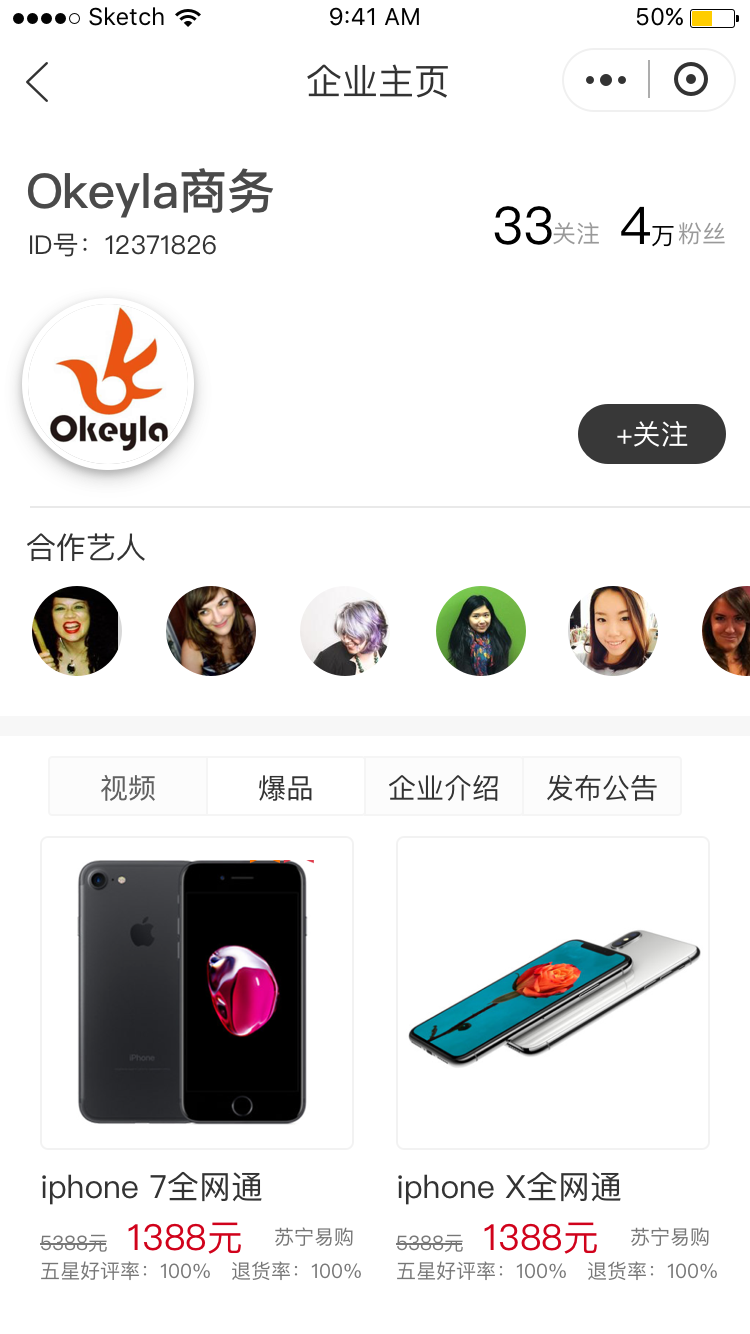 Sketch 9:41 AM 50%
企业主页
Okeyla商务
ID号：12371826
33关注 4万粉丝
Okeyla
+关注
合作艺人
视频 爆品 企业介绍 发布公告
iPhone
iphone 7全网通 iphone X全网通
5388元 1388元 苏宁易购 5388元 1388元 苏宁易购
五星好评率：100% 退货率：100% 五星好评率：100% 退货率：100%